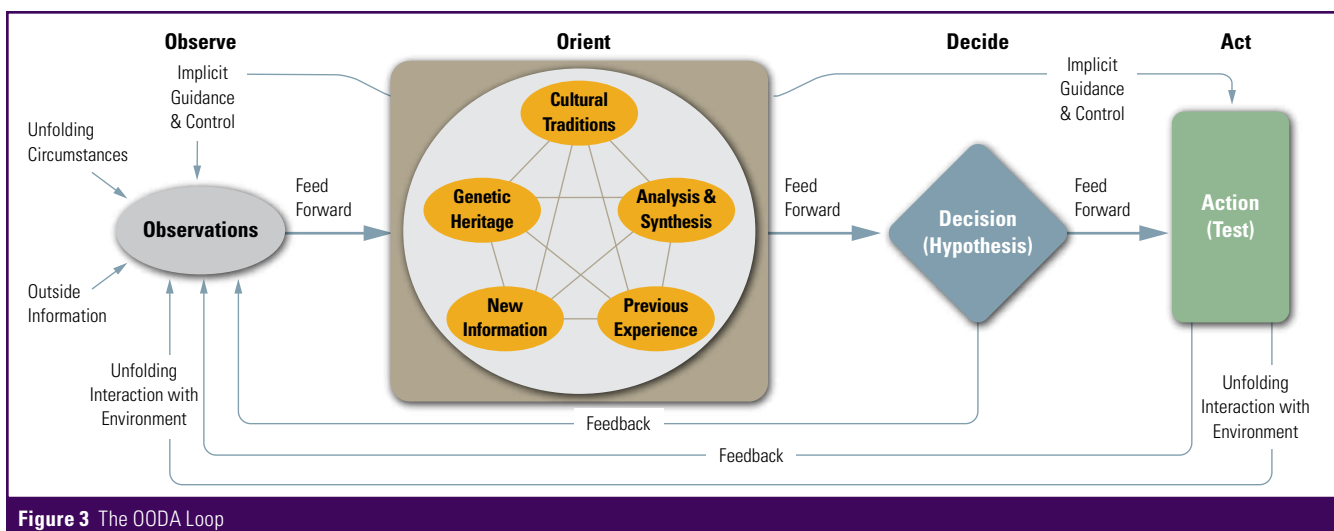 Observe
Orient
Decide
Act
Implicit
Guidance
& Control
Unfolding
Circumstances
Observations
Outside
Information
Feed
Forward
Cultural
Traditions
Genetic
Heritage
Analysis &
Synthesis
New
Information
Previous
Experience
Feed
Forward
Decision
(Hypothesis)
Feed
Forward
Implicit
Guidance
& Control
Action
(Test)
Unfolding
Interaction with
Environment
Feedback
Feedback
Unfolding
Interaction with
Environment
Figure 3 The OODA Loop